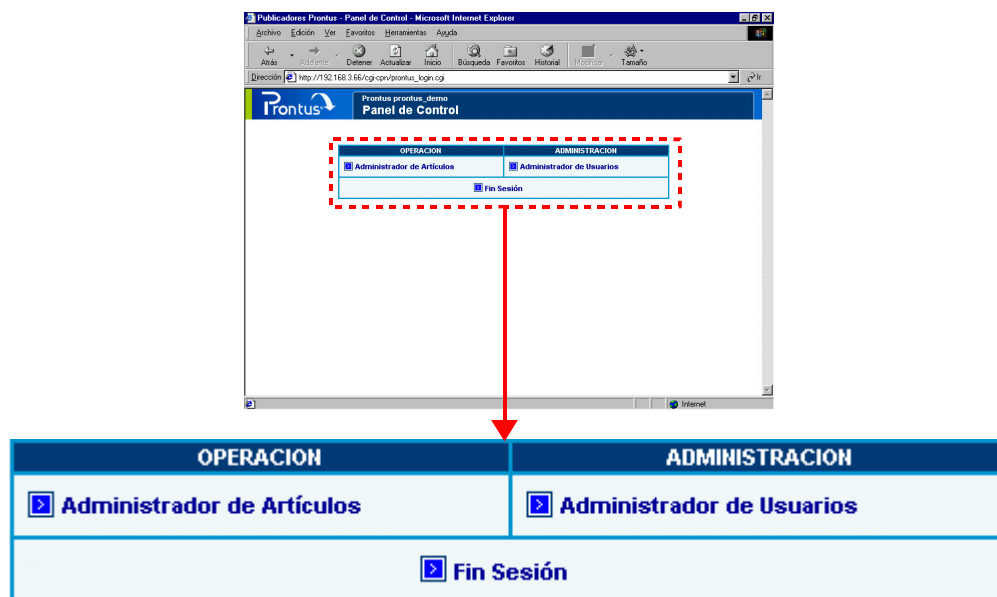 Publicadores Prontus - Panel de Control - Microsoft Internet Explorer
Archivo Edición Ver Favoritos Herramientas Ayuda
Atrás Adelante Detener Actualizar Inicio Búsqueda Favoritos Historial Modificar Tamaño
Dirección http://192.168.3.66/cgi-cpn/prontus_login.cgi Ir
Prontus
Prontus prontus_demo
Panel de Control
OPERACION ADMINISTRACION
Administrador de Artículos Administrador de Usuarios
Fin Sesión
Internet
OPERACION ADMINISTRACION
Administrador de Artículos Administrador de Usuarios
Fin Sesión